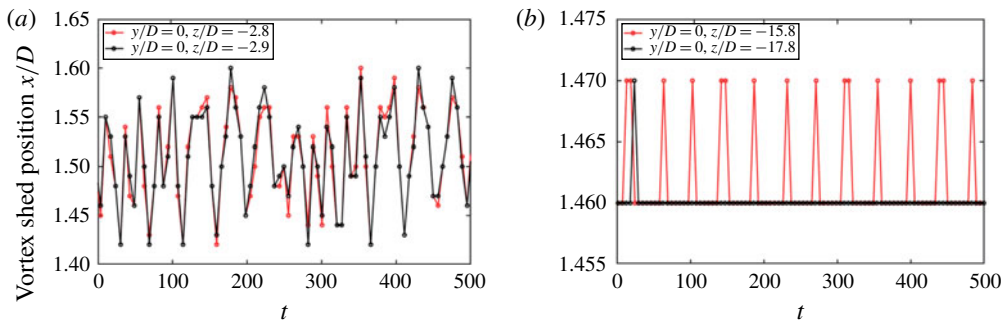 (a)
1.65
y/D = 0, z/D = −2.8
y/D = 0, z/D = −2.9
1.60
1.55
1.50
1.45
1.40
0 100 200 300 400 500
t
Vortex shed position x/D
(b)
1.475
y/D = 0, z/D = −15.8
y/D = 0, z/D = −17.8
1.470
1.465
1.460
1.455
0 100 200 300 400 500
t